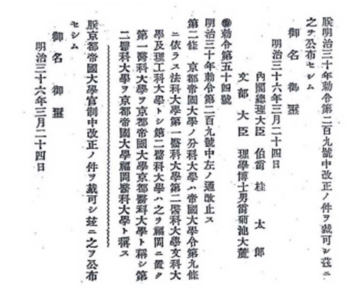 朕明治三十年勅令第二百九號中改正ノ件ヲ裁可シ茲ニ
之ヲ公布セシム
御名御璽
明治三十六年三月二十四日
內閣總理大臣伯爵桂太郎
文部大臣理學博士男爵菊池大麓
勅令第五十四號
明治三十年勅令第二百九號中左ノ通改止ス
第二條京都帝國大學ノ分科大學ハ帝國大學令第九條
ニ依ラス法科大學第一醫科大學第二醫科大學文科大
學及理工科大學トシ第二醫科大學ハ之ヲ福岡ニ置ク
第一醫科大學ヲ京都帝國大學京都醫科大學ト稱シ第
二醫科大學ヲ京都帝國大學福岡醫科大學ト稱ス
朕京都帝國大學官制中改正ノ件ヲ裁可シ茲ニ之ヲ公布
セシム
御名御璽
明治三十六年三月二十四日